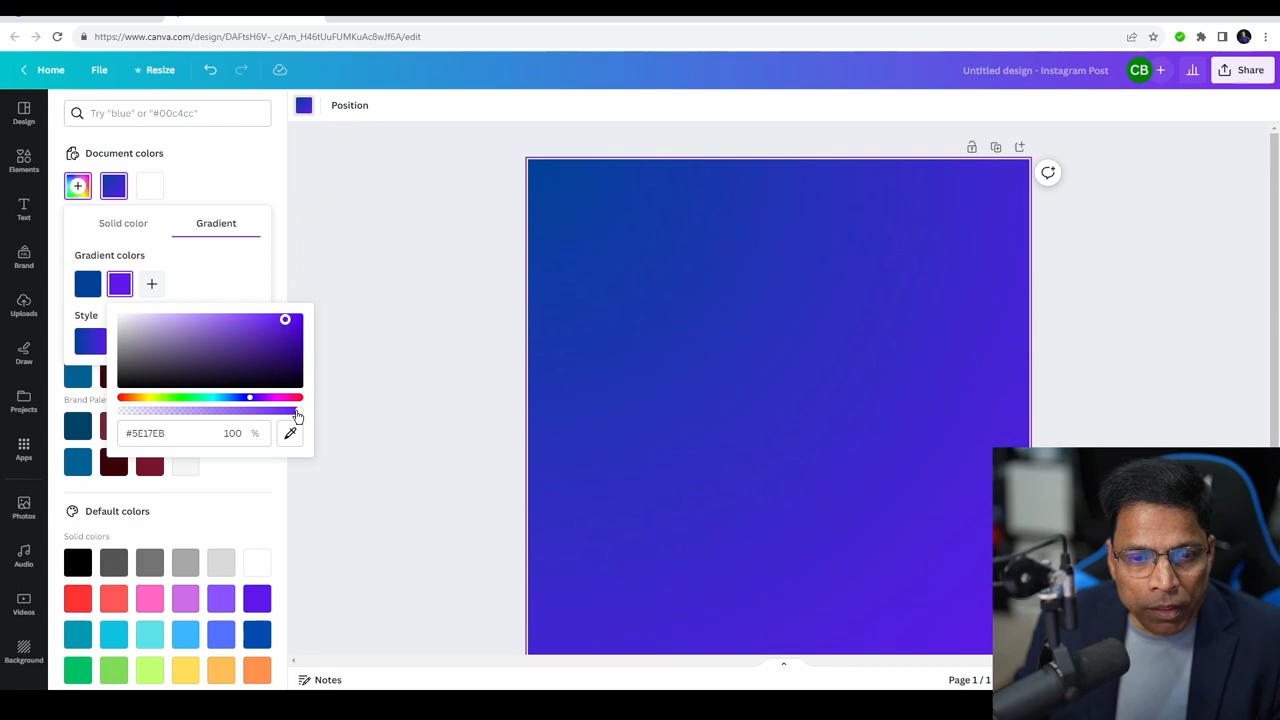 https://www.canva.com/design/DAFtsH6V-_c/Am_H46tUuFUMKuAc8wJf6A/edit
Home
File
Resize
Untitled design - Instagram Post
CB
Share
Design
Elements
Text
Brand
Uploads
Draw
Projects
Apps
Photos
Audio
Videos
Background
Try "blue" or "#00c4cc"
Position
Document colors
Solid color
Gradient
Gradient colors
Style
Brand Pale
#5E17EB
100 %
Default colors
Solid colors
Notes
Page 1 / 1